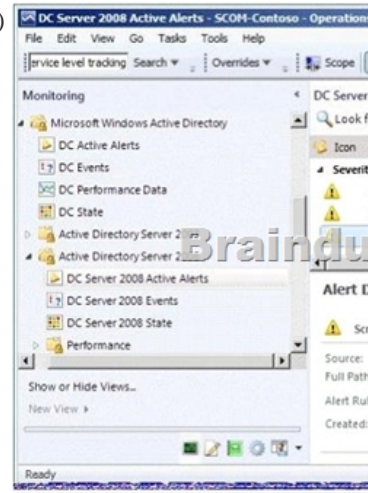 )
DC Server 2008 Active Alerts - SCOM-Contoso - Operations
File Edit View Go Tasks Tools Help
ervice level tracking Search Overrides Scope
Monitoring
DC Server
Look f
Microsoft Windows Active Directory
Icon
DC Active Alerts
Severit
DC Events
DC Performance Data
DC State
Active Directory Server 2
Braindu
Active Directory Server 2
DC Server 2008 Active Alerts
Alert D
DC Server 2008 Events
DC Server 2008 State
Scr
Performance
Source:
Full Path
Show or Hide Views...
Alert Ru
New View
Created:
Ready